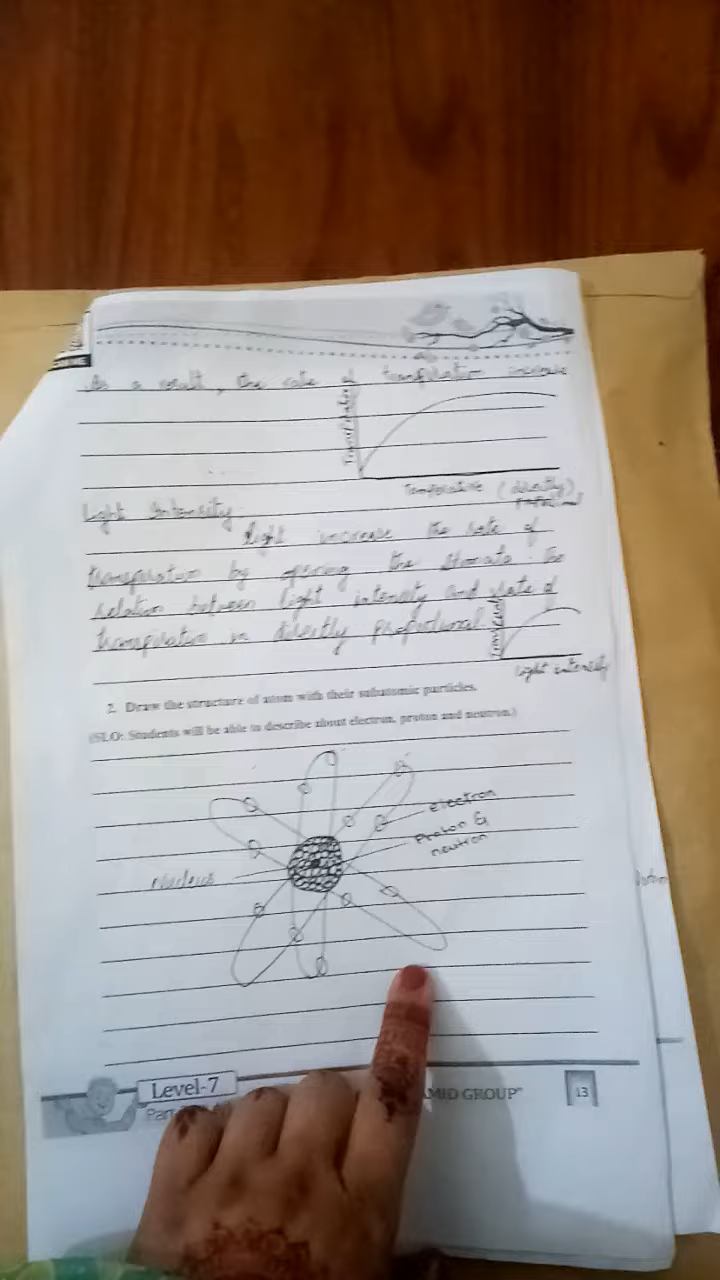 As a result, the rate of transpiration increase
Transpiration
Temperature (directly)
Light Intensity
light increase the rate of
transpiration by opening the stomata. The
relation between light intensity and rate of
transpiration is directly proportional.
light intensity
2. Draw the structure of atom with their subatomic particles.
(SLO: Students will be able to describe about electron, proton and neutron.)
electron
Proton &
neutron
nucleus
Level-7
AMID GROUP"
13